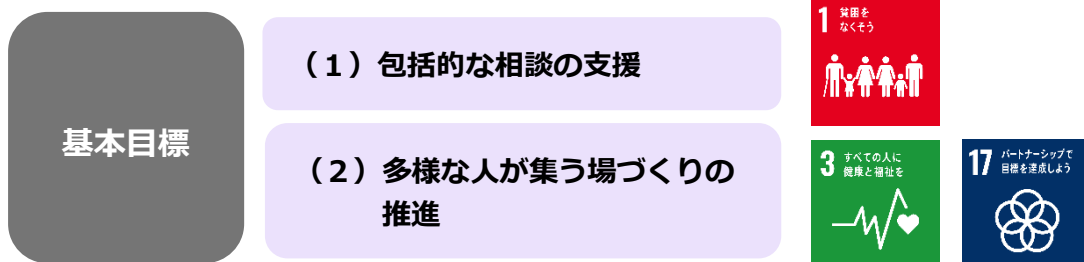 基本目標
（１）包括的な相談の支援
（２）多様な人が集う場づくりの
推進
1 貧困を
なくそう
3 すべての人に
健康と福祉を
17 パートナーシップで
目標を達成しよう